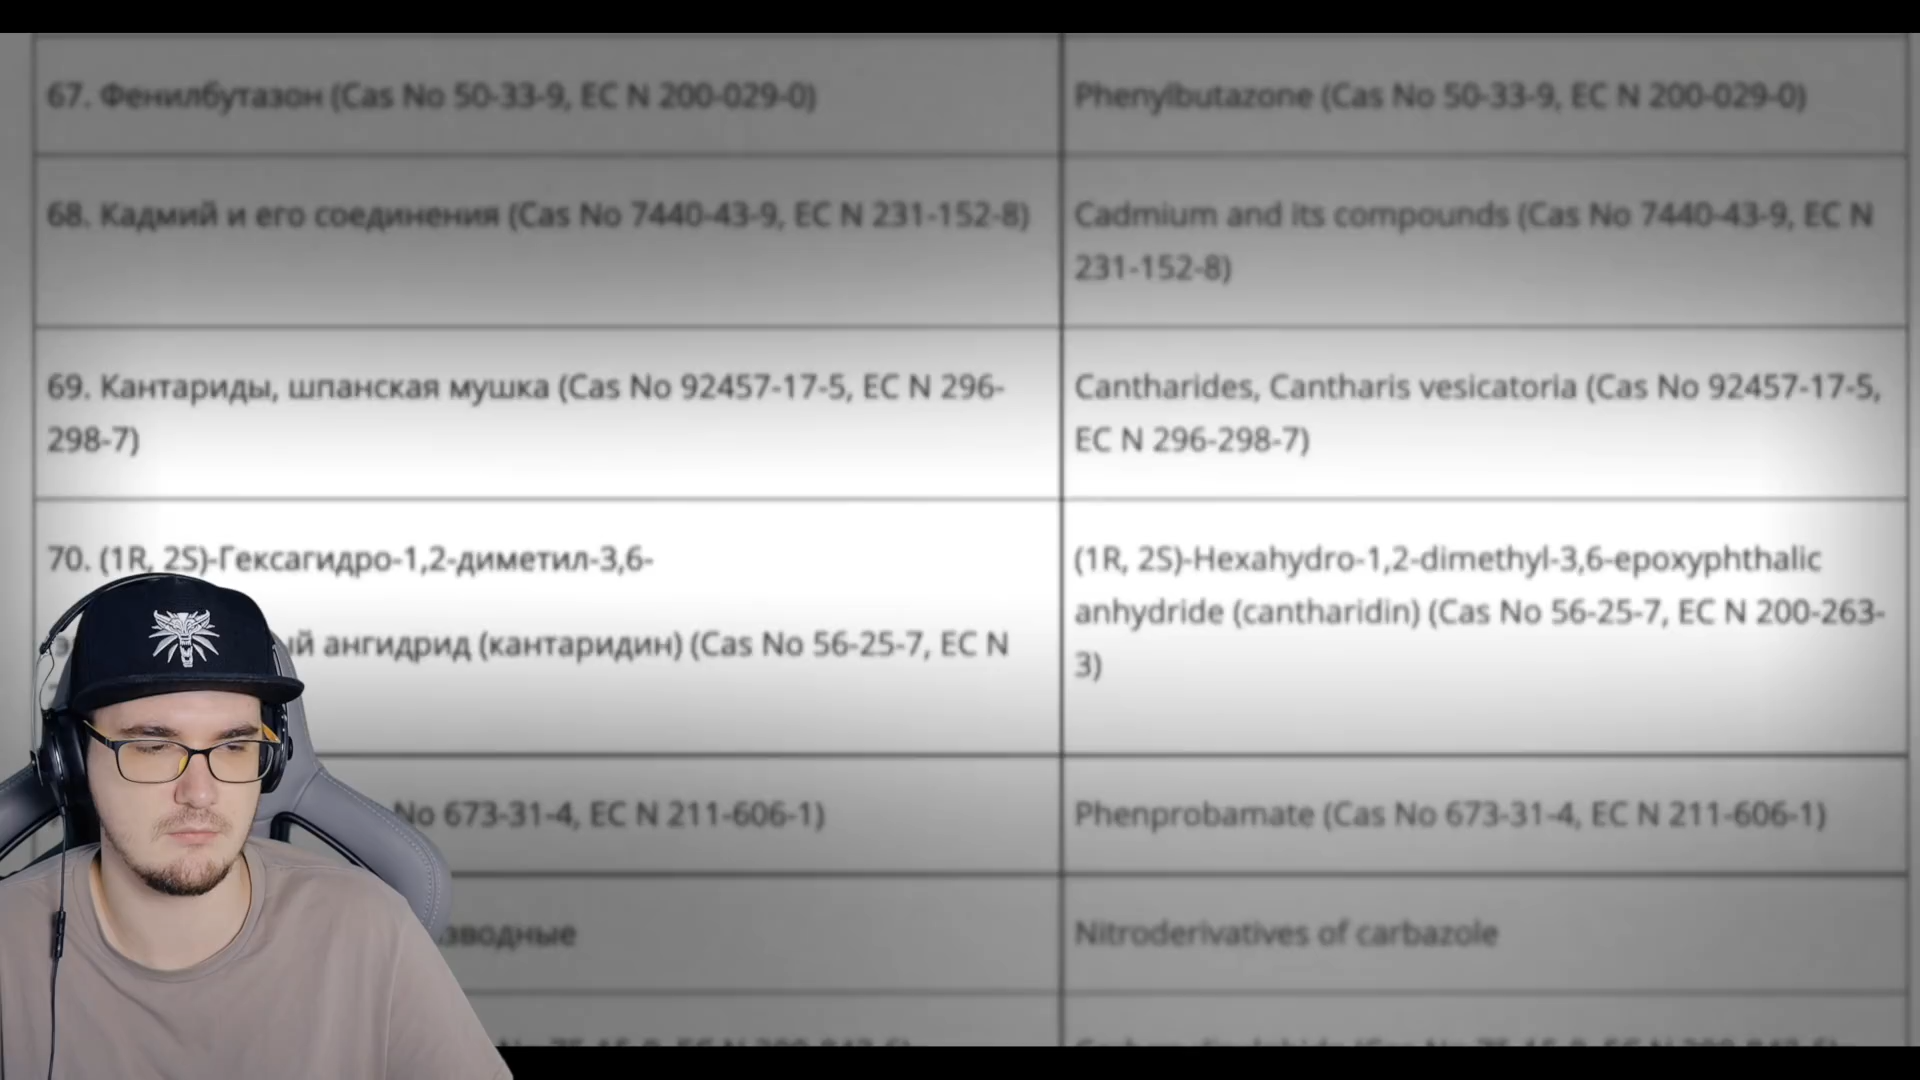 67. Фенилбутазон (Cas No 50-33-9, EC N 200-029-0)
Phenylbutazone (Cas No 50-33-9, EC N 200-029-0)
68. Кадмий и его соединения (Cas No 7440-43-9, EC N 231-152-8)
Cadmium and its compounds (Cas No 7440-43-9, EC N
231-152-8)
69. Кантариды, шпанская мушка (Cas No 92457-17-5, EC N 296-
298-7)
Cantharides, Cantharis vesicatoria (Cas No 92457-17-5,
EC N 296-298-7)
70. (1R, 2S)-Гексагидро-1,2-диметил-3,6-
ый ангидрид (кантаридин) (Cas No 56-25-7, EC N
(1R, 2S)-Hexahydro-1,2-dimethyl-3,6-epoxyphthalic
anhydride (cantharidin) (Cas No 56-25-7, EC N 200-263-
3)
No 673-31-4, EC N 211-606-1)
Phenprobamate (Cas No 673-31-4, EC N 211-606-1)
зводные
Nitroderivatives of carbazole